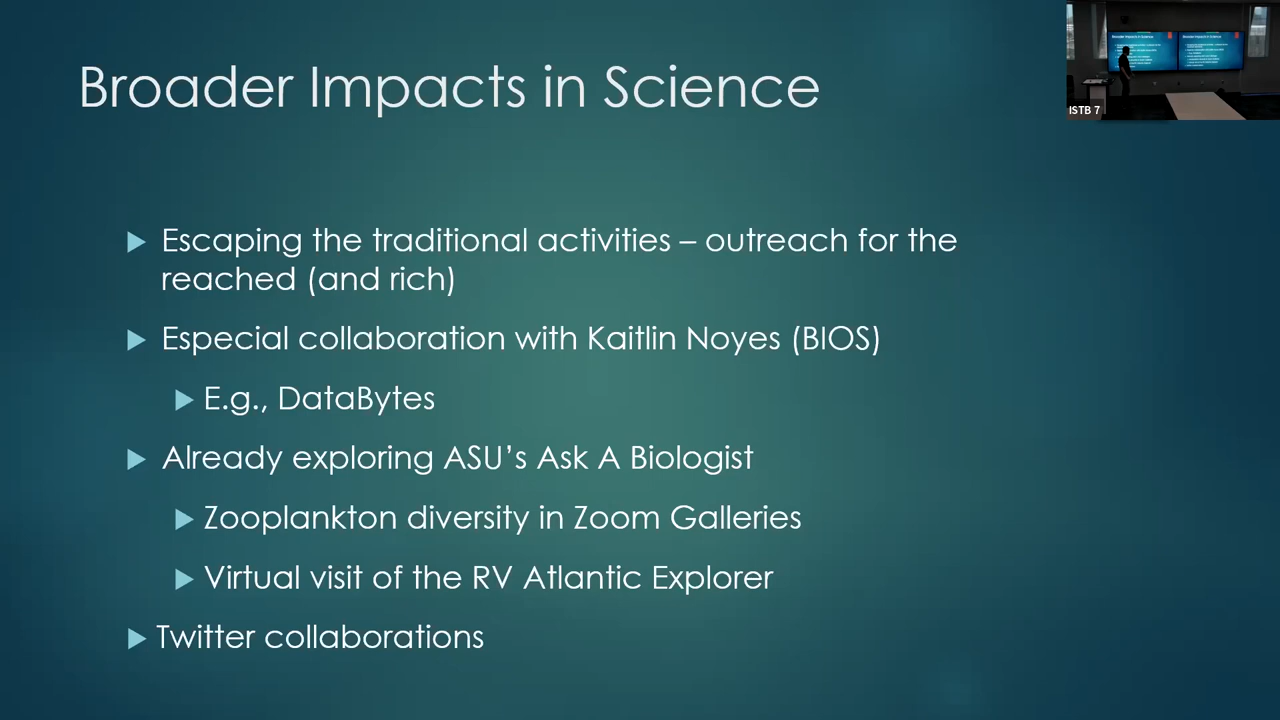 Broader Impacts in Science
ISTB 7
Escaping the traditional activities – outreach for the
reached (and rich)
Especial collaboration with Kaitlin Noyes (BIOS)
E.g., DataBytes
Already exploring ASU's Ask A Biologist
Zooplankton diversity in Zoom Galleries
Virtual visit of the RV Atlantic Explorer
Twitter collaborations